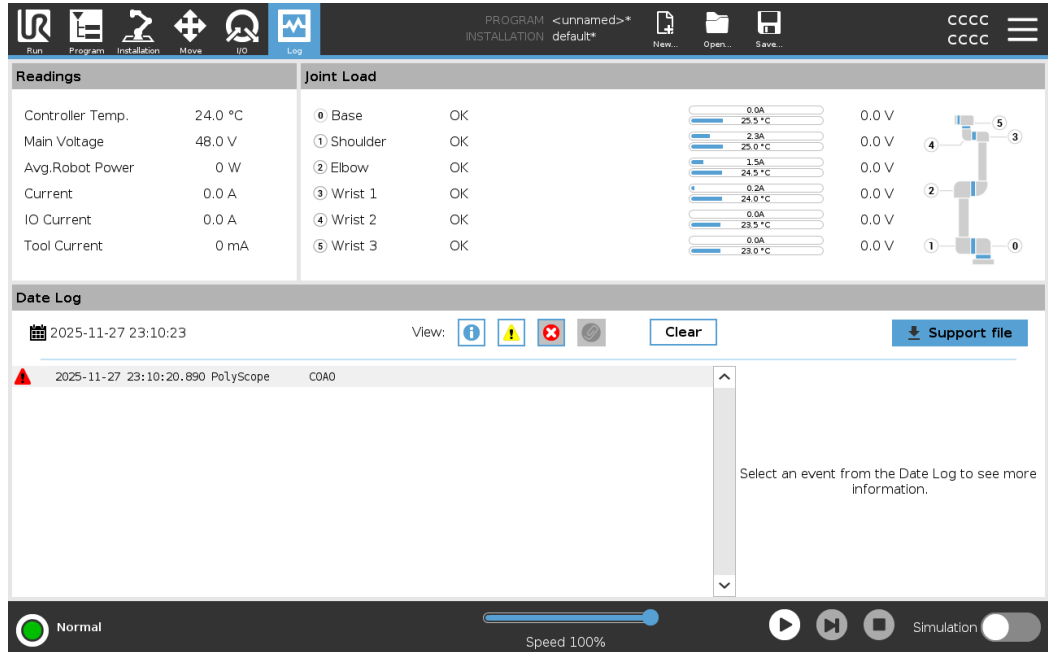 PROGRAM <unnamed>*
INSTALLATION default*
CCCC
CCCC
Run Program Installation Move I/O Log New... Open... Save...
Readings
Controller Temp. 24.0 °C
Main Voltage 48.0 V
Avg.Robot Power 0 W
Current 0.0 A
IO Current 0.0 A
Tool Current 0 mA
Joint Load
0 Base OK 0.0A 25.5 °C 0.0 V
1 Shoulder OK 2.3A 25.0 °C 0.0 V
2 Elbow OK 1.5A 24.5 °C 0.0 V
3 Wrist 1 OK 0.2A 24.0 °C 0.0 V
4 Wrist 2 OK 0.0A 23.5 °C 0.0 V
5 Wrist 3 OK 0.0A 23.0 °C 0.0 V
5
3
4
2
1 0
Date Log
2025-11-27 23:10:23 View: Clear Support file
2025-11-27 23:10:20.890 PolyScope C0A0
Select an event from the Date Log to see more
information.
Normal Speed 100% Simulation